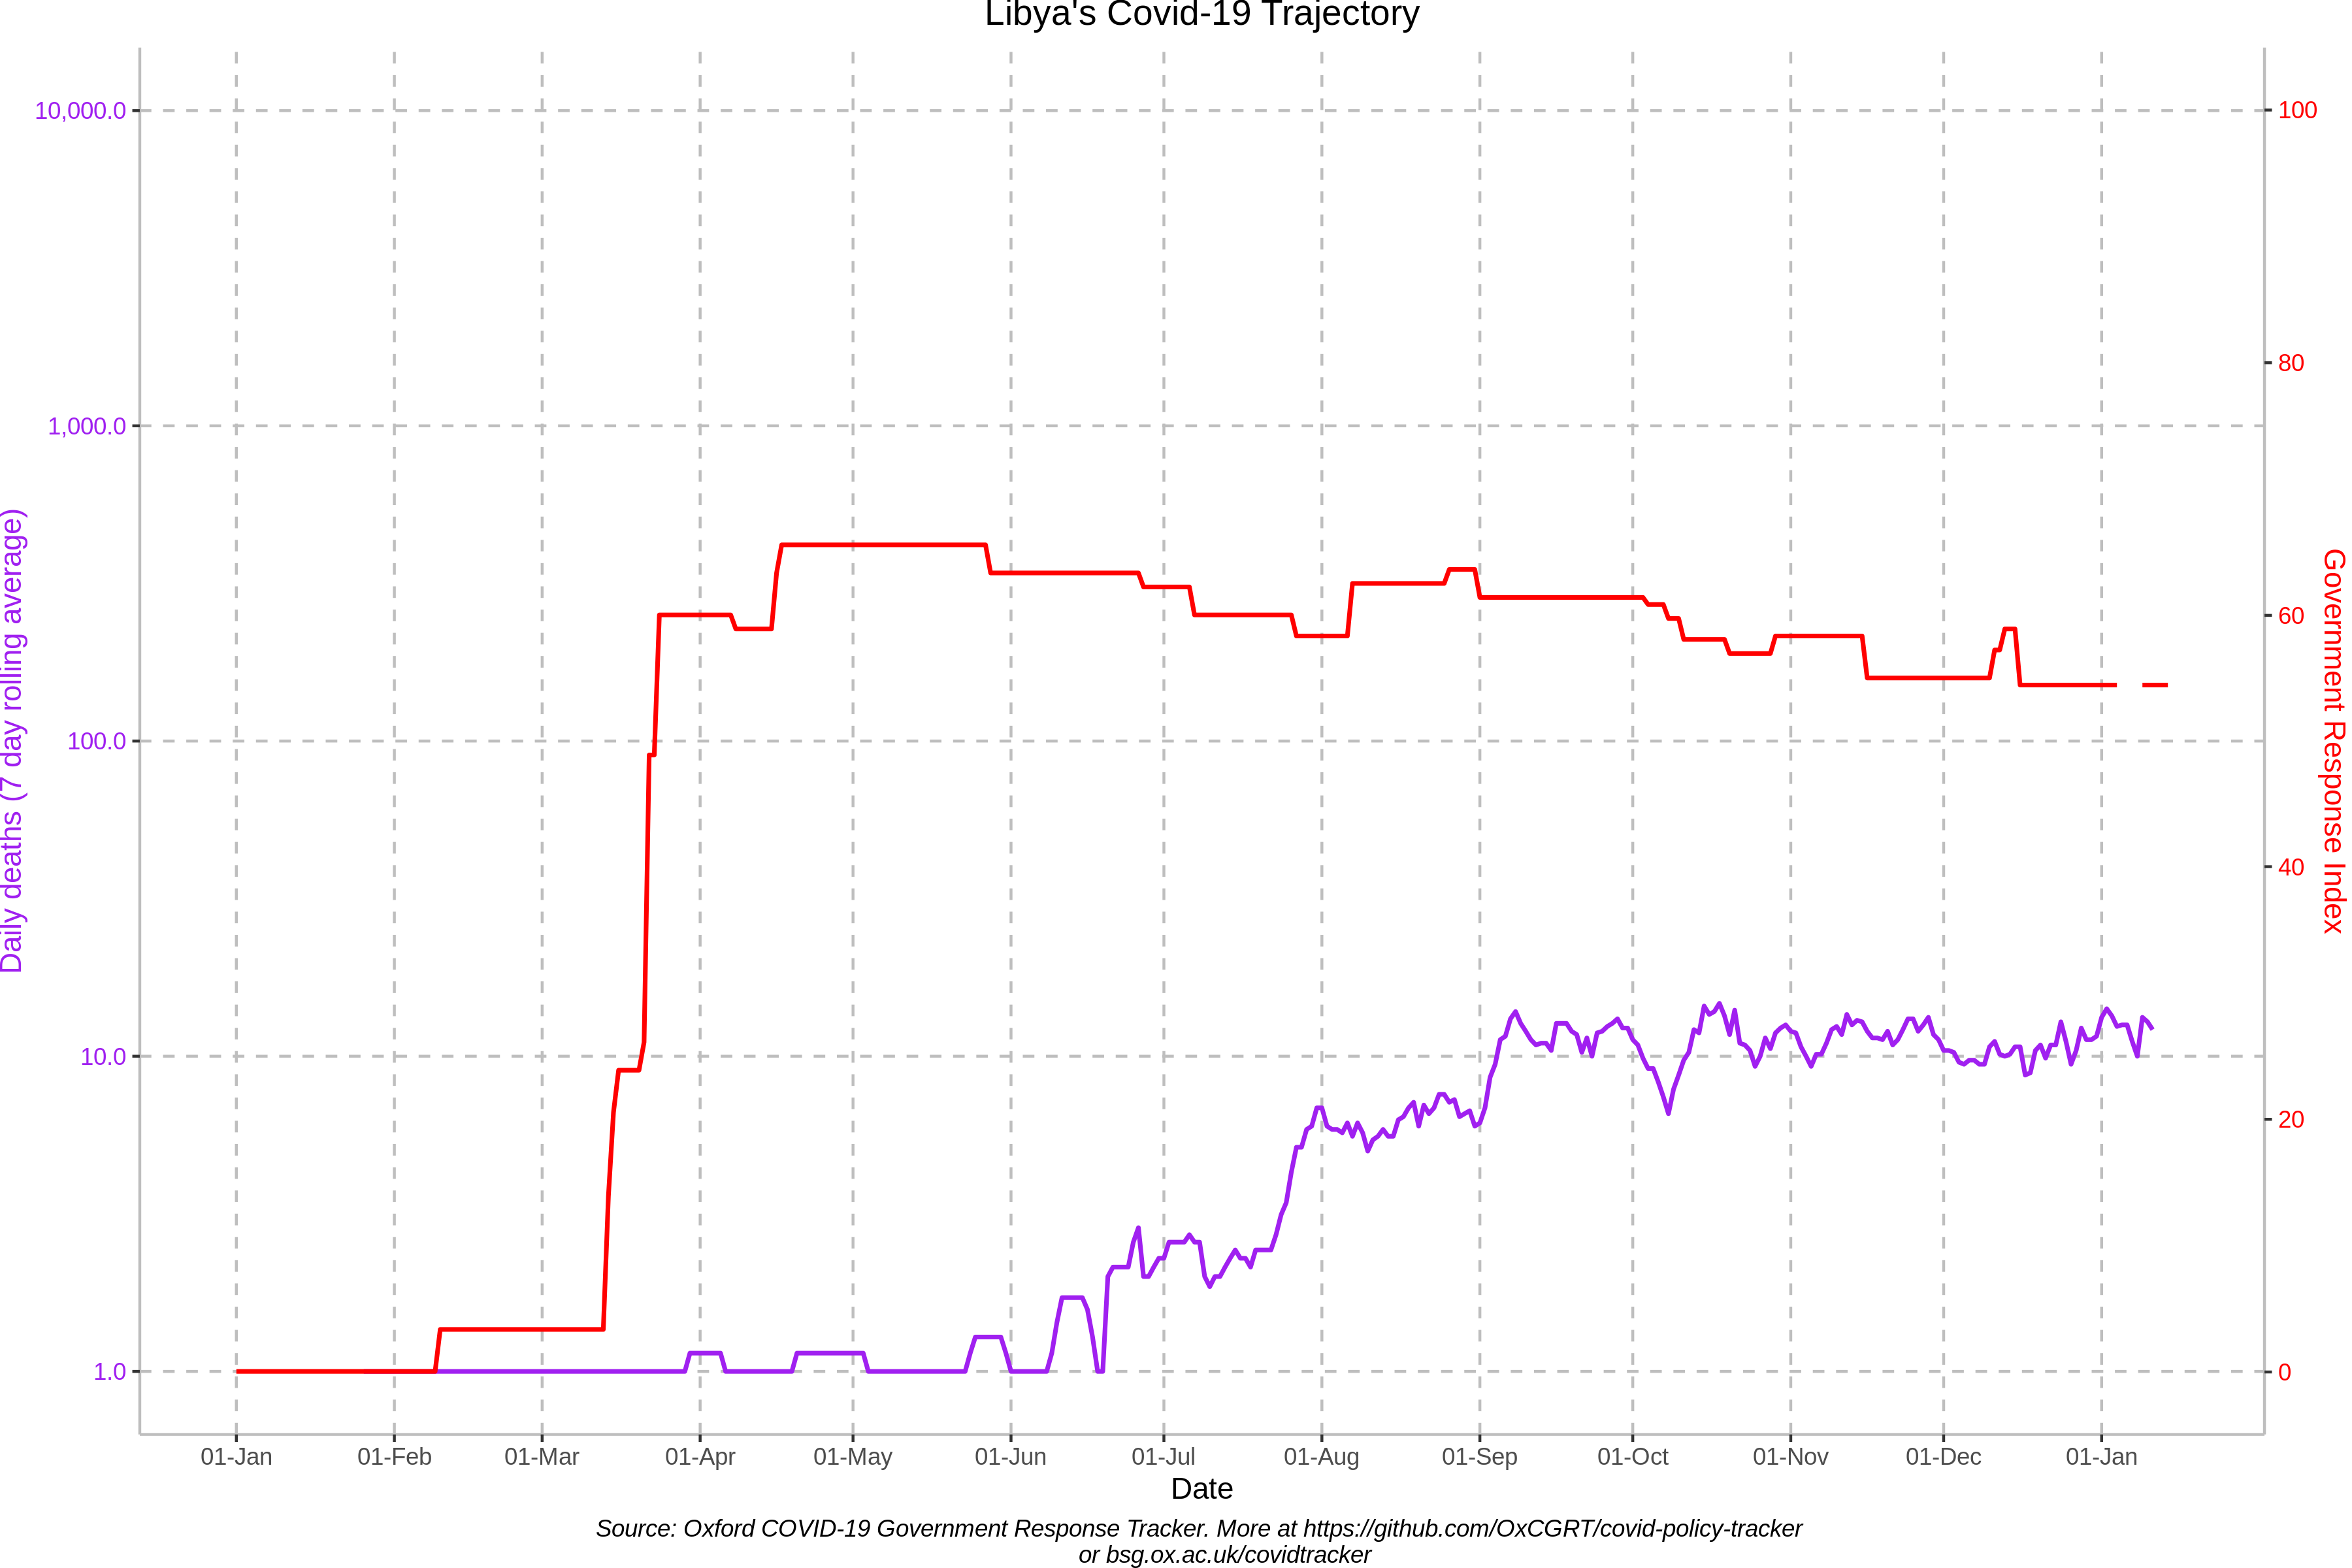 Libya's Covid-19 Trajectory
10,000.0
1,000.0
100.0
10.0
1.0
Daily deaths (7 day rolling average)
100
80
60
40
20
0
Government Response Index
01-Jan
01-Feb
01-Mar
01-Apr
01-May
01-Jun
01-Jul
01-Aug
01-Sep
01-Oct
01-Nov
01-Dec
01-Jan
Date
Source: Oxford COVID-19 Government Response Tracker. More at https://github.com/OxCGRT/covid-policy-tracker
or bsg.ox.ac.uk/covidtracker